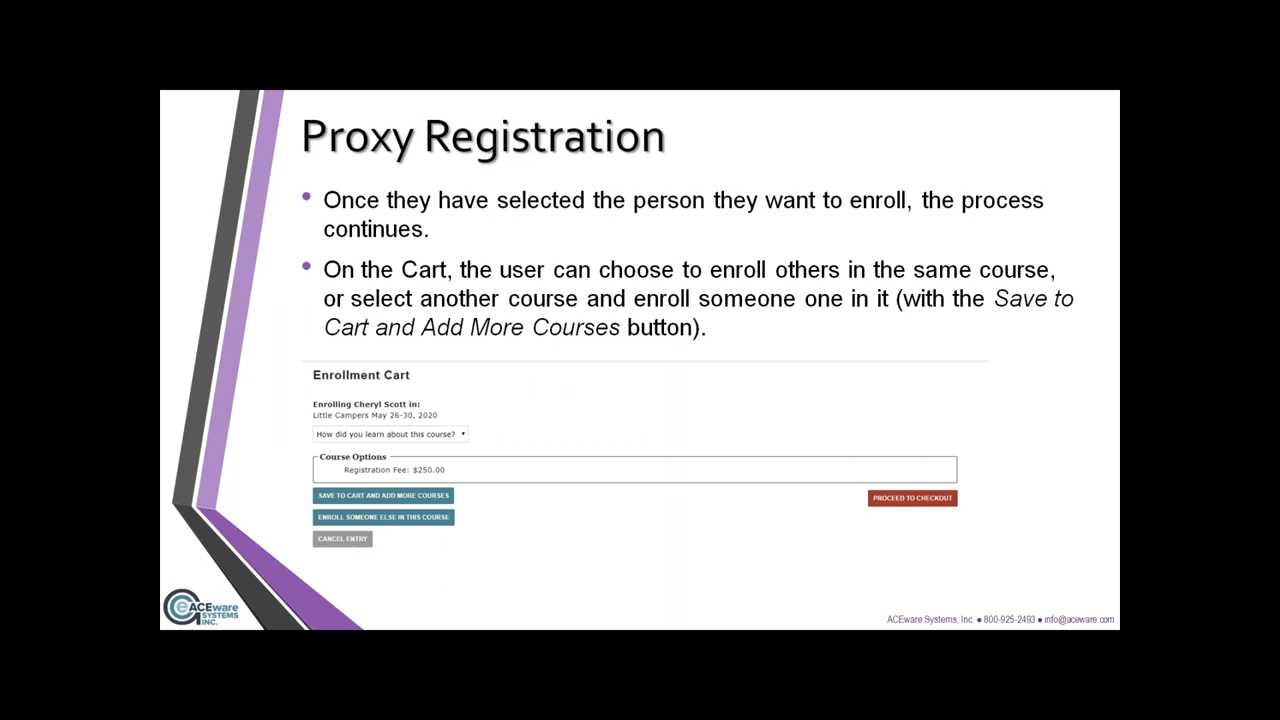 Proxy Registration
• Once they have selected the person they want to enroll, the process
continues.
• On the Cart, the user can choose to enroll others in the same course,
or select another course and enroll someone one in it (with the Save to
Cart and Add More Courses button).
Enrollment Cart
Enrolling Cheryl Scott in:
Little Campers May 26-30, 2020
How did you learn about this course?
Course Options
Registration Fee: $250.00
SAVE TO CART AND ADD MORE COURSES
PROCEED TO CHECKOUT
ENROLL SOMEONE ELSE IN THIS COURSE
CANCEL ENTRY
ACEware
SYSTEMS
INC.
ACEware Systems, Inc. ● 800-925-2493 ● info@aceware.com